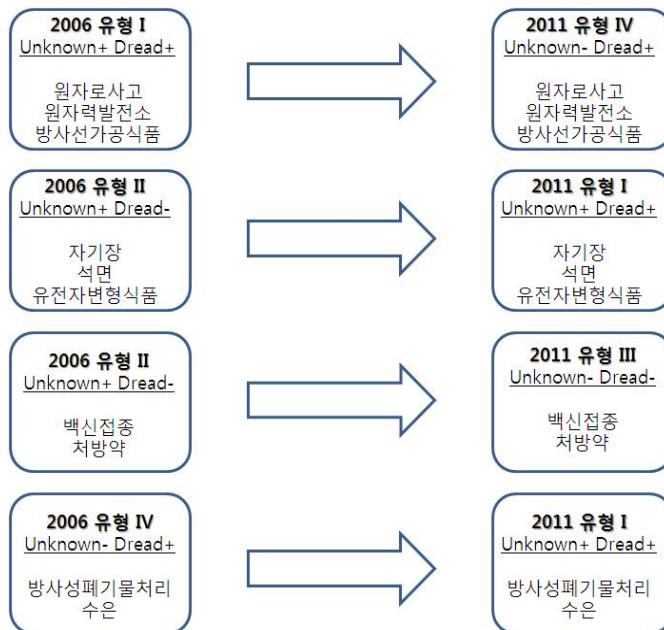 2006 유형 I
Unknown+ Dread+
원자로사고
원자력발전소
방사선가공식품
2011 유형 IV
Unknown- Dread+
원자로사고
원자력발전소
방사선가공식품
2006 유형 II
Unknown+ Dread-
자기장
석면
유전자변형식품
2011 유형 I
Unknown+ Dread+
자기장
석면
유전자변형식품
2006 유형 II
Unknown+ Dread-
백신접종
처방약
2011 유형 III
Unknown- Dread-
백신접종
처방약
2006 유형 IV
Unknown- Dread+
방사성폐기물처리
수은
2011 유형 I
Unknown+ Dread+
방사성폐기물처리
수은